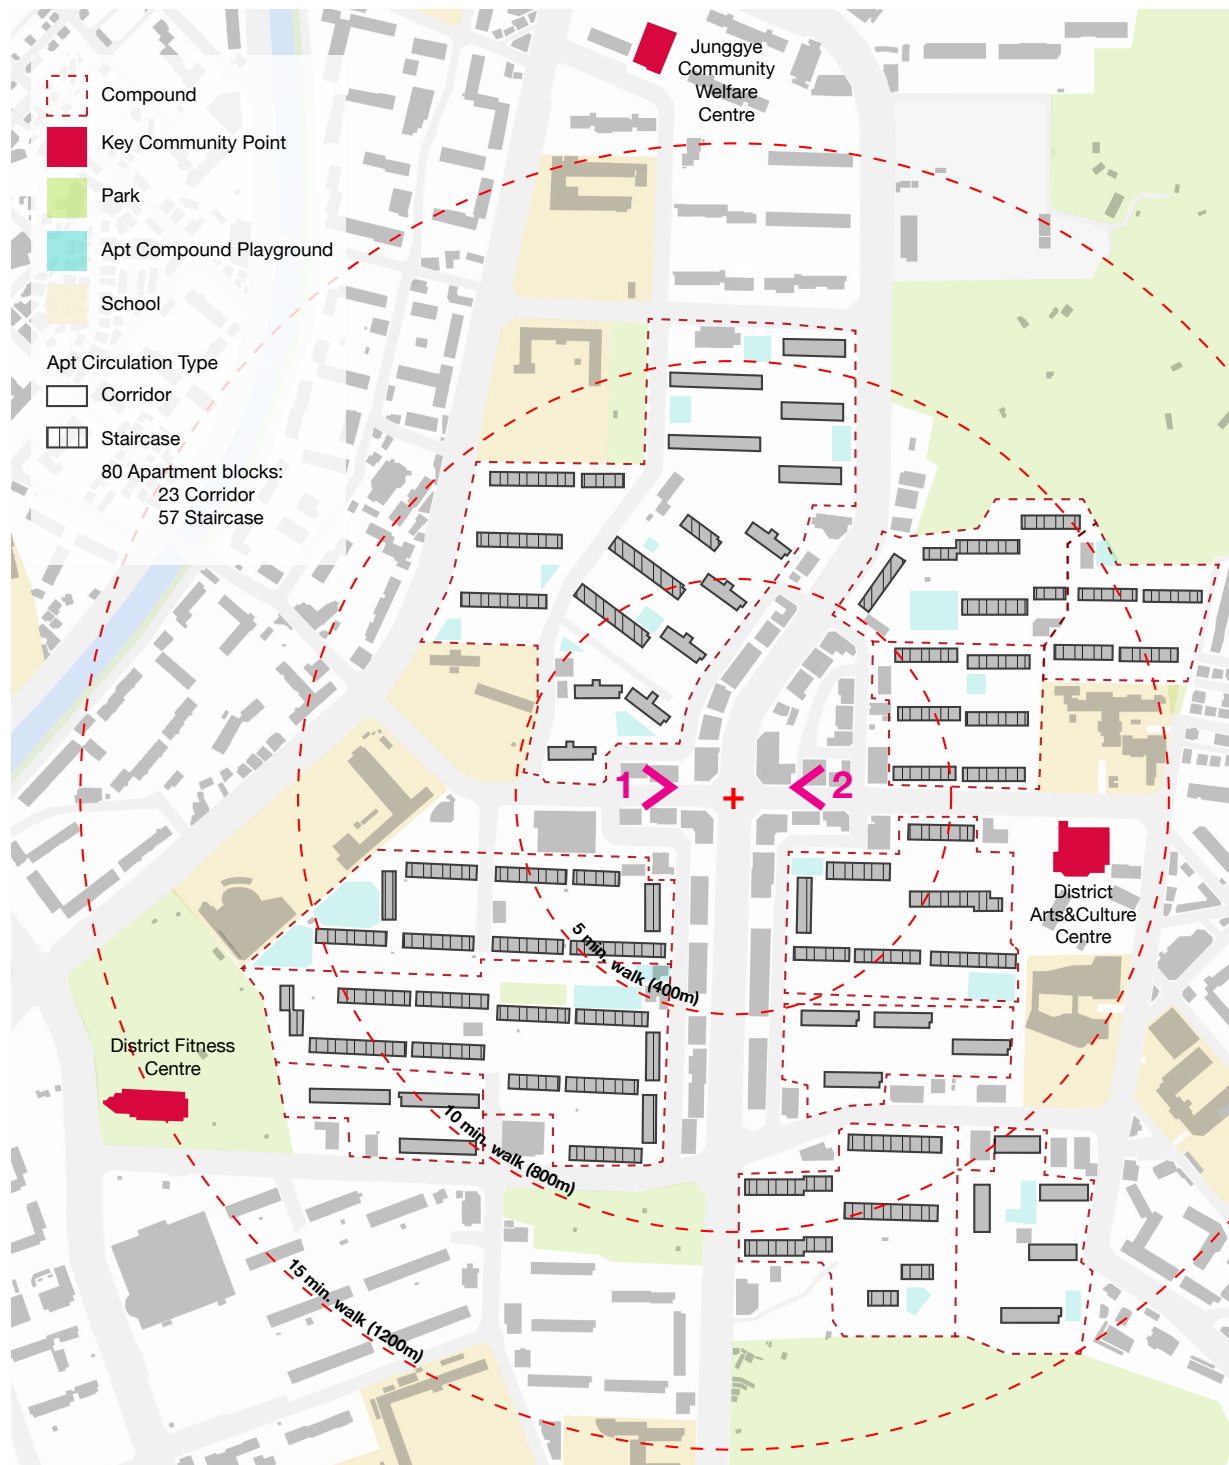 Junggye
Community
Welfare
Centre
Compound
Key Community Point
Park
Apt Compound Playground
School
Apt Circulation Type
Corridor
Staircase
80 Apartment blocks:
23 Corridor
57 Staircase
1
2
District
Arts&Culture
Centre
5 min. walk (400m)
District Fitness
Centre
10 min. walk (800m)
15 min. walk (1200m)